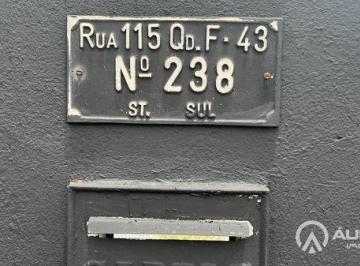 RUA 115 QD. F - 43
Nº 238
ST. SUL